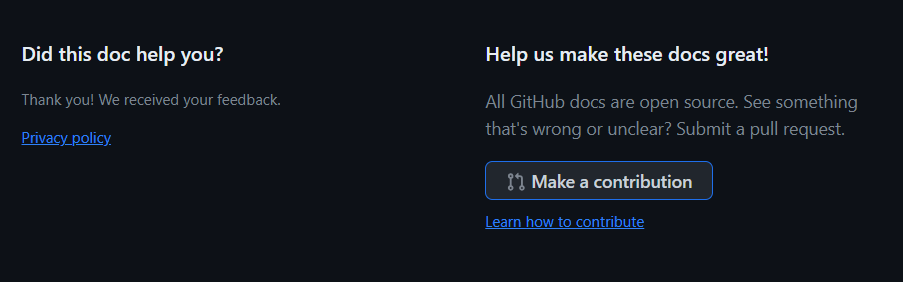 Did this doc help you?
Thank you! We received your feedback.
Privacy policy
Help us make these docs great!
All GitHub docs are open source. See something
that's wrong or unclear? Submit a pull request.
Make a contribution
Learn how to contribute